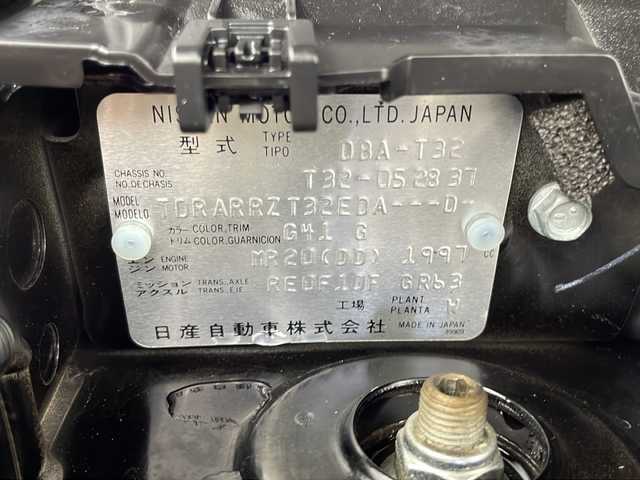 NISSAN MOTOR CO.,LTD. JAPAN
型式 TYPE TIPO DBA-T32
CHASSIS NO. NO.DE CHASIS T32-052837
MODEL MODELO TDRARRZT32EDA---D-
カラー COLOR,TRIM トリム COLOR,GUARNICION G41 G
エンジン ENGINE MOTOR MR20(DD) 1997 cc
ミッション TRANS.,AXLE アクスル TRANS.,EJE RE0F10F GR63
工場 PLANT PLANTA
日産自動車株式会社 MADE IN JAPAN